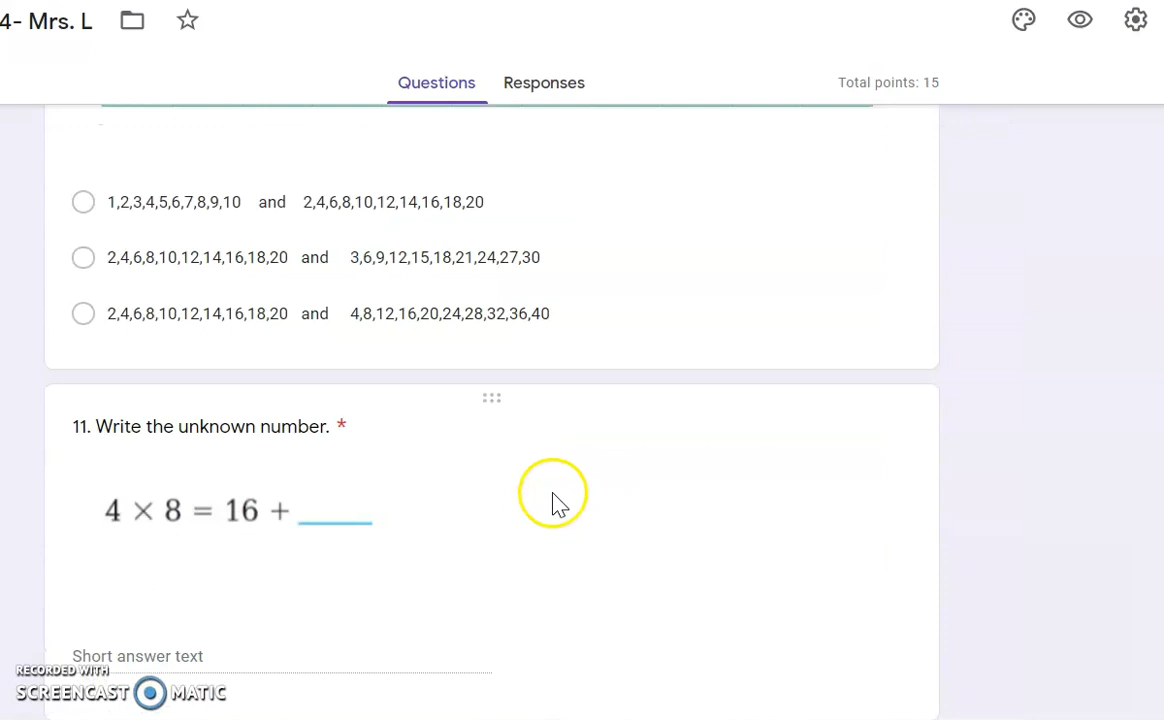 4- Mrs. L
Questions Responses Total points: 15
1,2,3,4,5,6,7,8,9,10 and 2,4,6,8,10,12,14,16,18,20
2,4,6,8,10,12,14,16,18,20 and 3,6,9,12,15,18,21,24,27,30
2,4,6,8,10,12,14,16,18,20 and 4,8,12,16,20,24,28,32,36,40
11. Write the unknown number. *
4 × 8 = 16 + _____
Short answer text
RECORDED WITH
SCREENCAST MATIC